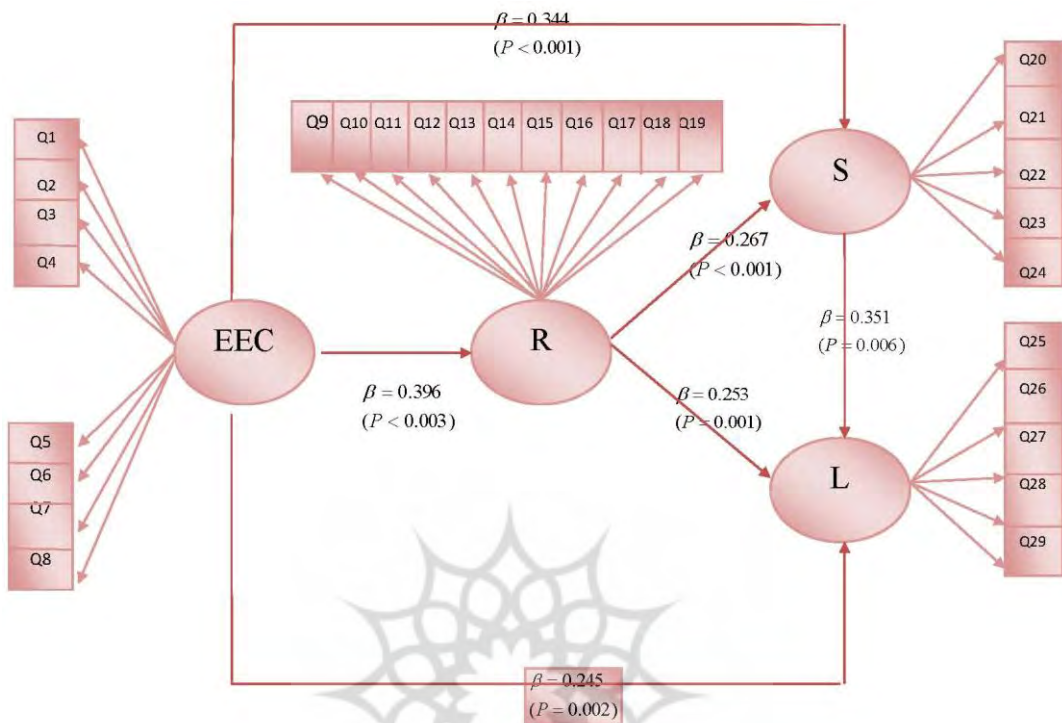 β = 0.344
(P < 0.001)
Q1
Q2
Q3
Q4
Q9 Q10 Q11 Q12 Q13 Q14 Q15 Q16 Q17 Q18 Q19
Q20
Q21
Q22
Q23
Q24
S
β = 0.267
(P < 0.001)
EEC
R
β = 0.351
(P = 0.006)
β = 0.396
(P < 0.003)
β = 0.253
(P = 0.001)
Q25
Q26
Q27
Q28
Q29
L
Q5
Q6
Q7
Q8
β = 0.245
(P = 0.002)